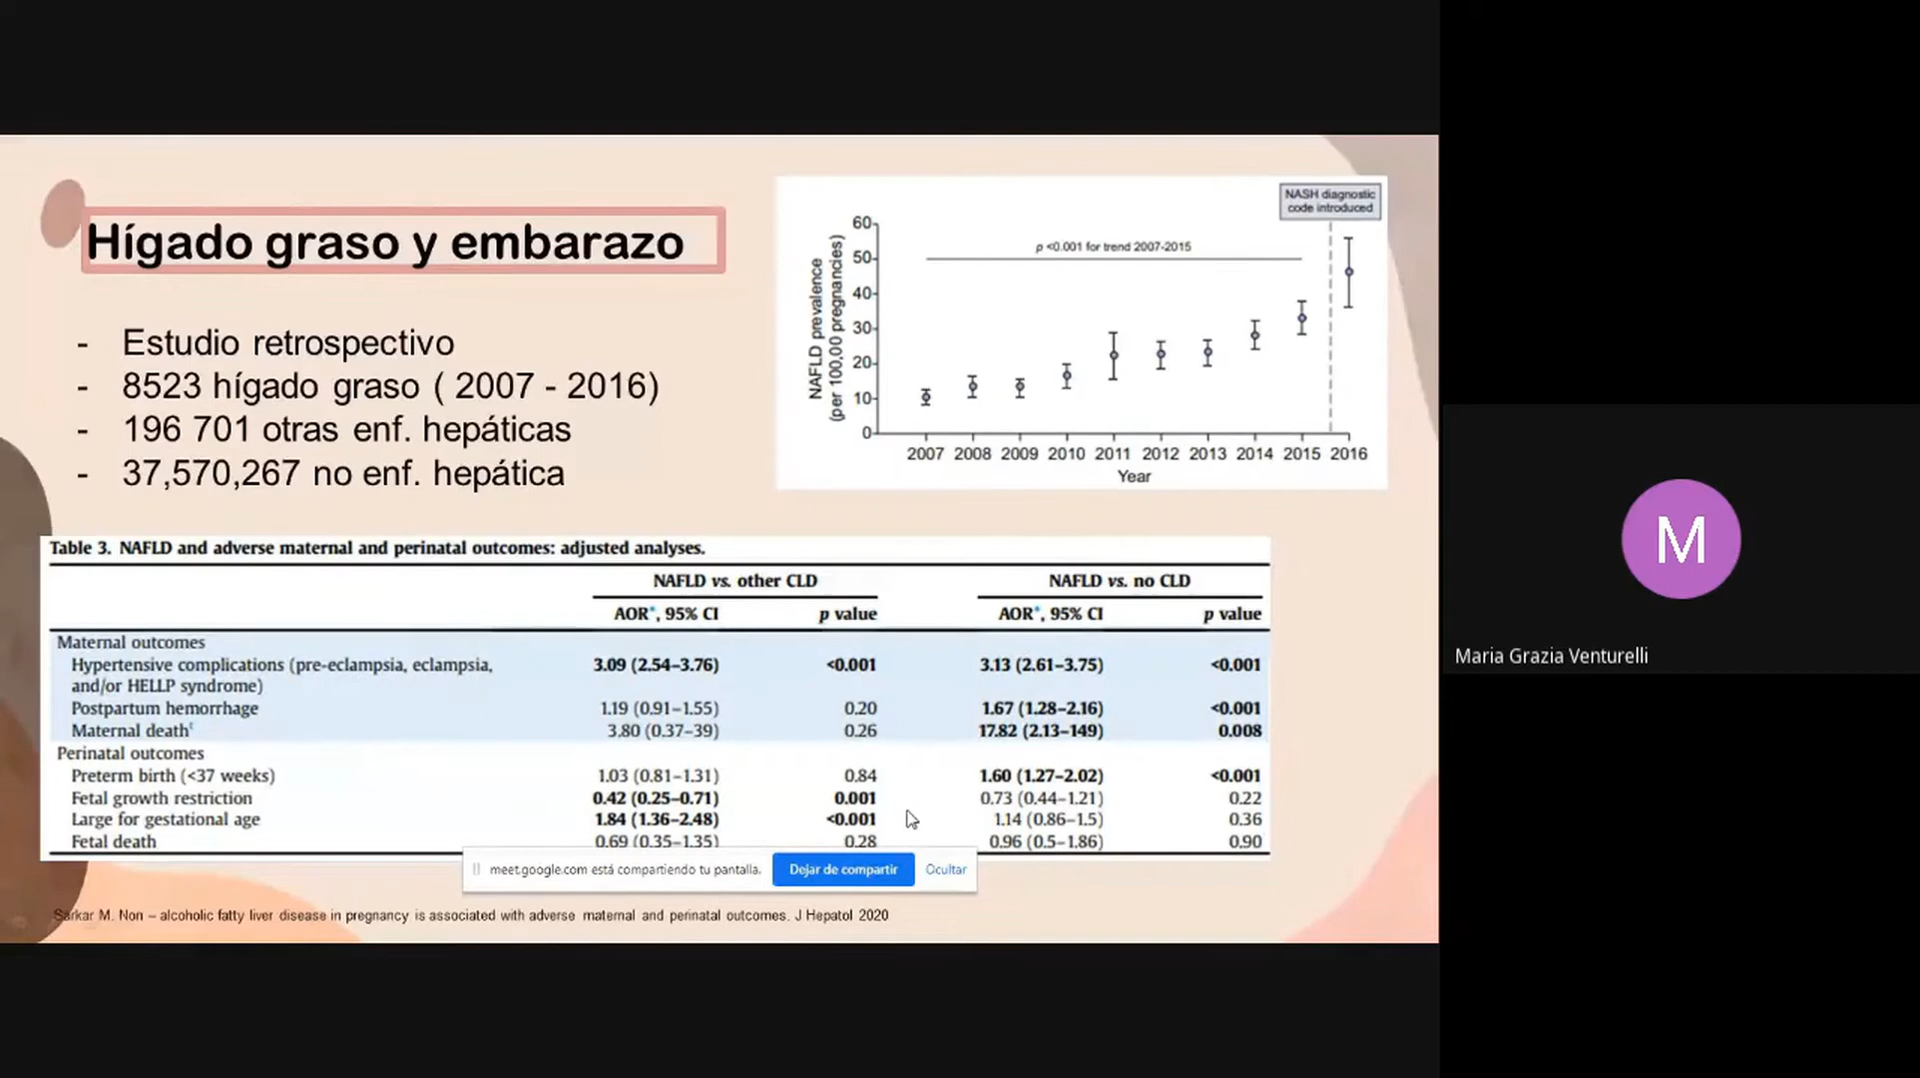 Hígado graso y embarazo
- Estudio retrospectivo
- 8523 hígado graso ( 2007 - 2016)
- 196 701 otras enf. hepáticas
- 37,570,267 no enf. hepática
NASH diagnostic
code introduced
p <0.001 for trend 2007-2015
NAFLD prevalence
(per 100,00 pregnancies)
60
50
40
30
20
10
0
2007 2008 2009 2010 2011 2012 2013 2014 2015 2016
Year
Table 3. NAFLD and adverse maternal and perinatal outcomes: adjusted analyses.
NAFLD vs. other CLD NAFLD vs. no CLD
AOR*, 95% CI p value AOR*, 95% CI p value
Maternal outcomes
Hypertensive complications (pre-eclampsia, eclampsia, 3.09 (2.54–3.76) <0.001 3.13 (2.61–3.75) <0.001
and/or HELLP syndrome)
Postpartum hemorrhage 1.19 (0.91–1.55) 0.20 1.67 (1.28–2.16) <0.001
Maternal death 3.80 (0.37–39) 0.26 17.82 (2.13–149) 0.008
Perinatal outcomes
Preterm birth (<37 weeks) 1.03 (0.81–1.31) 0.84 1.60 (1.27–2.02) <0.001
Fetal growth restriction 0.42 (0.25–0.71) 0.001 0.73 (0.44–1.21) 0.22
Large for gestational age 1.84 (1.36–2.48) <0.001 1.14 (0.86–1.5) 0.36
Fetal death 0.69 (0.35–1.35) 0.28 0.96 (0.5–1.86) 0.90
meet.google.com está compartiendo tu pantalla. Dejar de compartir Ocultar
Sarkar M. Non – alcoholic fatty liver disease in pregnancy is associated with adverse maternal and perinatal outcomes. J Hepatol 2020
M
Maria Grazia Venturelli